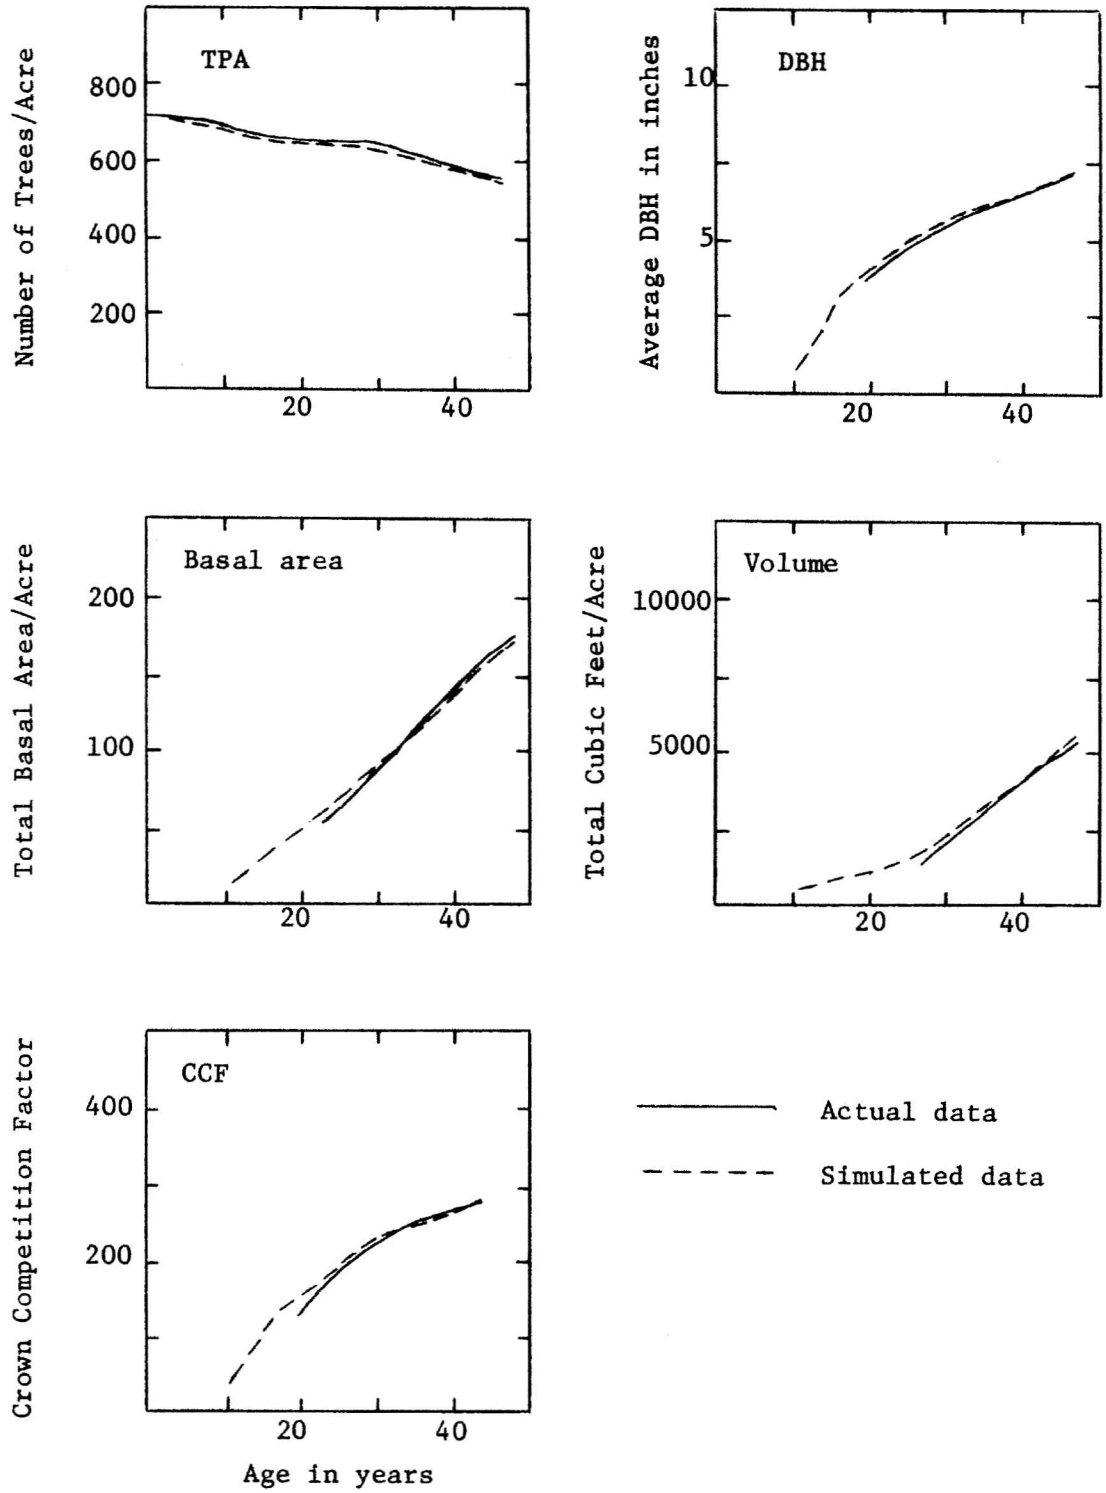 Number of Trees/Acre
TPA
800
600
400
200
20 40
Average DBH in inches
DBH
10
5
20 40
Total Basal Area/Acre
Basal area
200
100
20 40
Total Cubic Feet/Acre
Volume
10000
5000
20 40
Crown Competition Factor
CCF
400
200
20 40
Age in years
Actual data
Simulated data